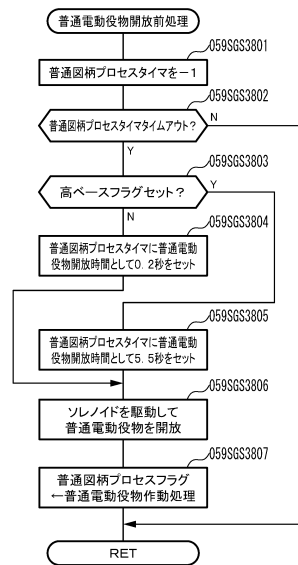 普通電動役物開放前処理
059SGS3801
普通図柄プロセスタイマを－１
059SGS3802
普通図柄プロセスタイマタイムアウト？
N
Y
059SGS3803
高ベースフラグセット？
Y
N
059SGS3804
普通図柄プロセスタイマに普通電動
役物開放時間として０．２秒をセット
059SGS3805
普通図柄プロセスタイマに普通電動
役物開放時間として５．５秒をセット
059SGS3806
ソレノイドを駆動して
普通電動役物を開放
059SGS3807
普通図柄プロセスフラグ
←普通電動役物作動処理
RET